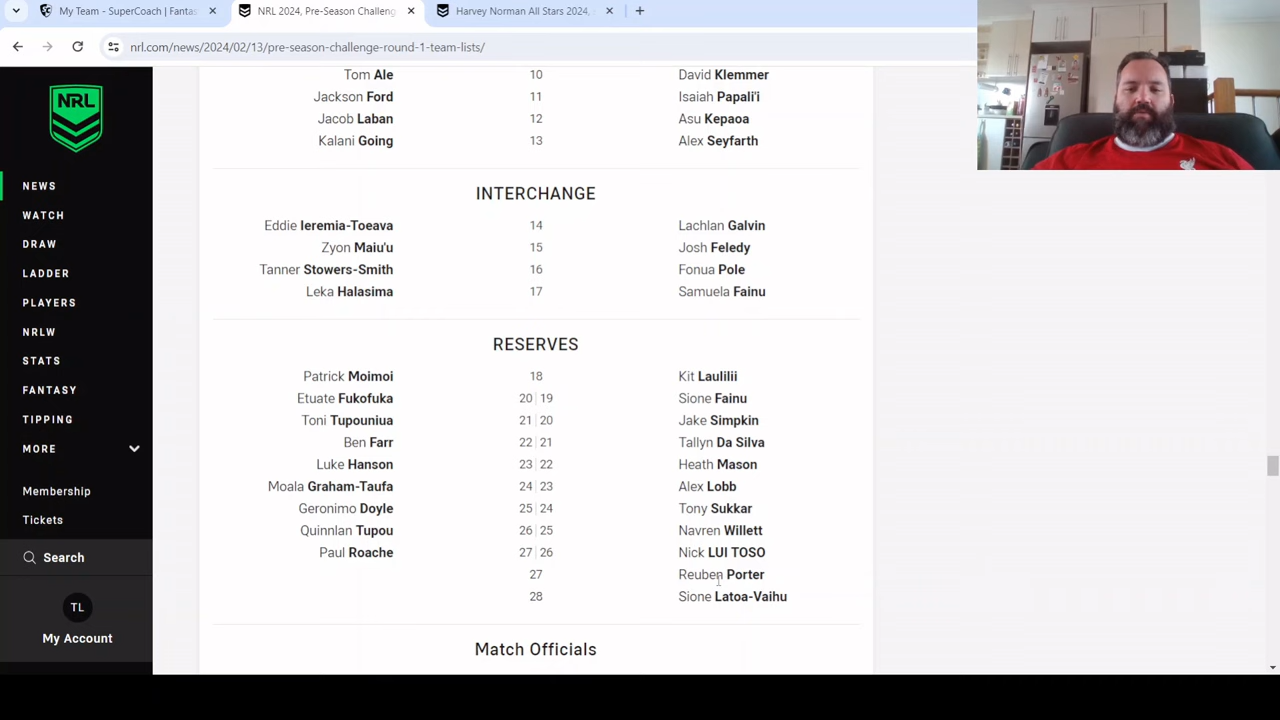 My Team - SuperCoach | Fantas
NRL 2024, Pre-Season Challeng
Harvey Norman All Stars 2024,
nrl.com/news/2024/02/13/pre-season-challenge-round-1-team-lists/
NRL
NEWS
WATCH
DRAW
LADDER
PLAYERS
NRLW
STATS
FANTASY
TIPPING
MORE
Membership
Tickets
Search
TL
My Account
Tom Ale 10 David Klemmer
Jackson Ford 11 Isaiah Papali'i
Jacob Laban 12 Asu Kepaoa
Kalani Going 13 Alex Seyfarth
INTERCHANGE
Eddie Ieremia-Toeava 14 Lachlan Galvin
Zyon Maiu'u 15 Josh Feledy
Tanner Stowers-Smith 16 Fonua Pole
Leka Halasima 17 Samuela Fainu
RESERVES
Patrick Moimoi 18 Kit Laulilii
Etuate Fukofuka 20 19 Sione Fainu
Toni Tupouniua 21 20 Jake Simpkin
Ben Farr 22 21 Tallyn Da Silva
Luke Hanson 23 22 Heath Mason
Moala Graham-Taufa 24 23 Alex Lobb
Geronimo Doyle 25 24 Tony Sukkar
Quinnlan Tupou 26 25 Navren Willett
Paul Roache 27 26 Nick LUI TOSO
27 Reuben Porter
28 Sione Latoa-Vaihu
Match Officials